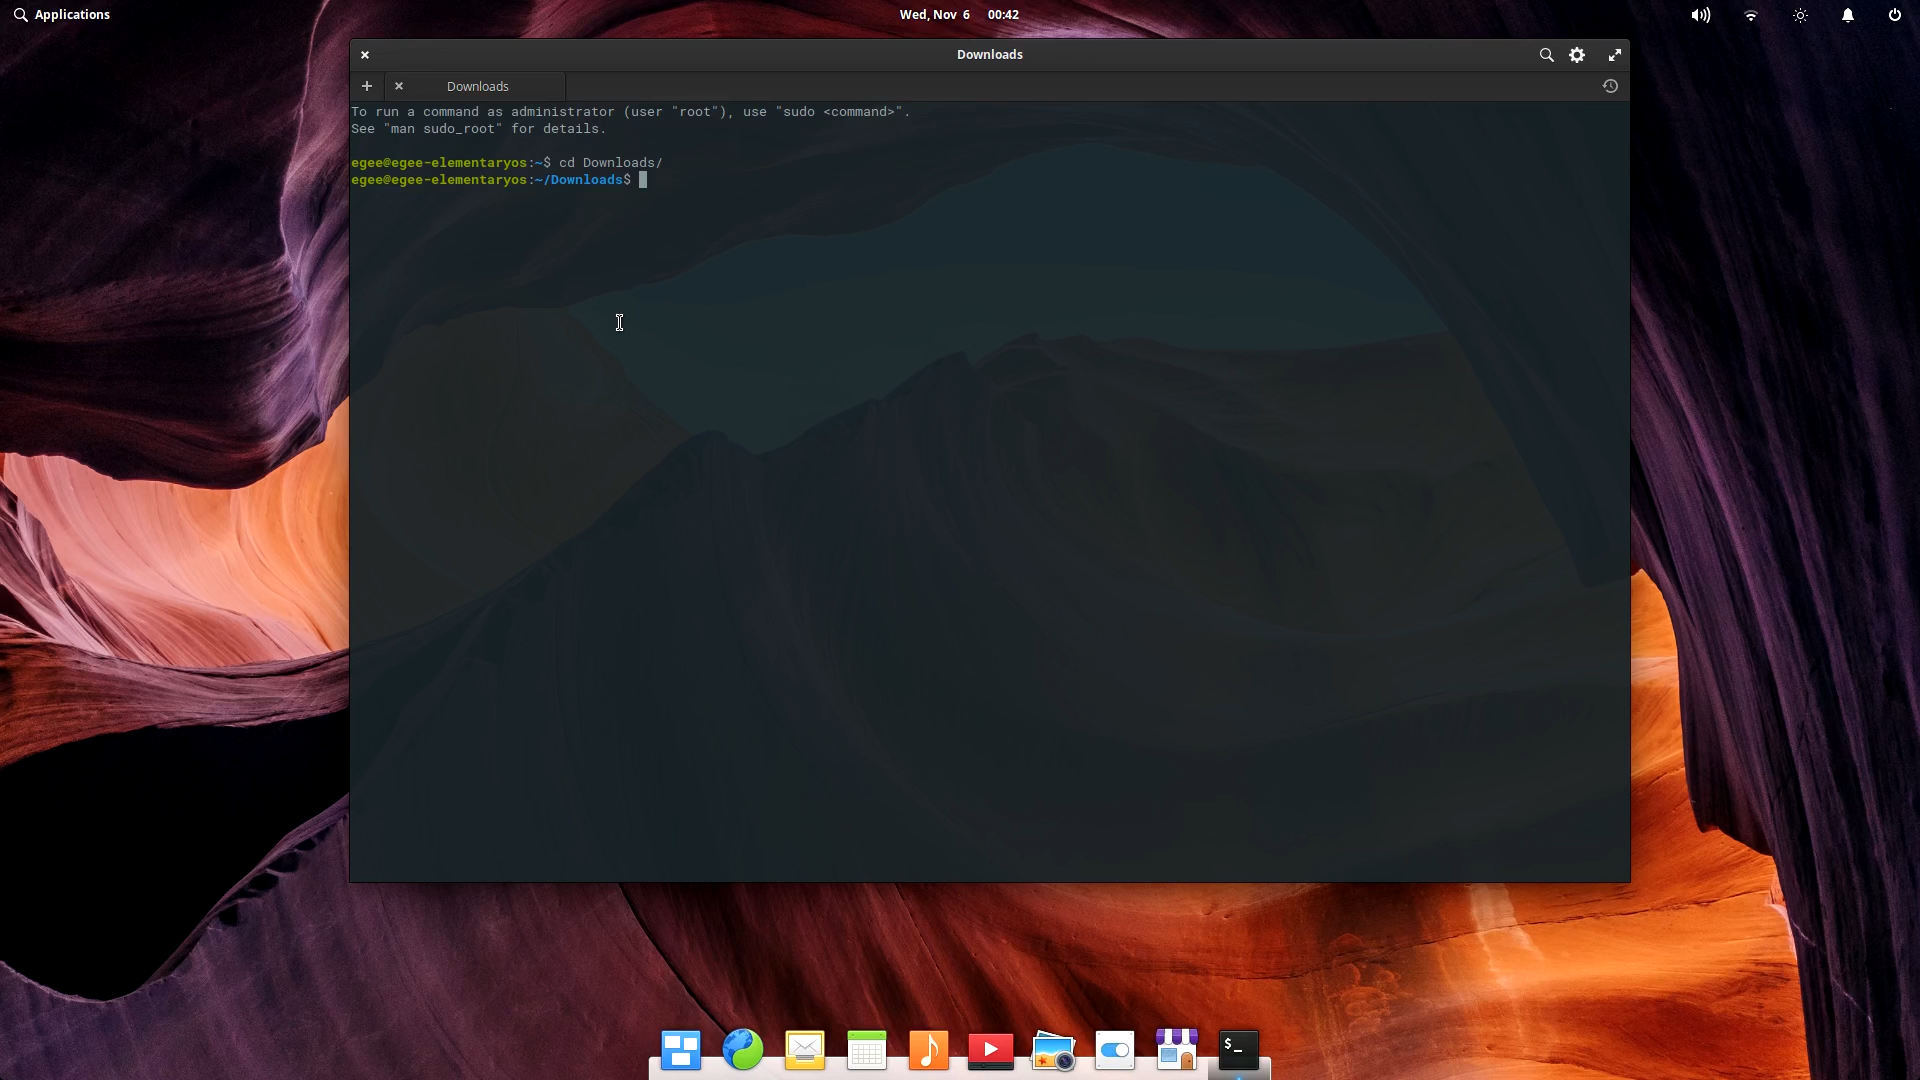 Applications
Wed, Nov 6 00:42
Downloads
Downloads
To run a command as administrator (user "root"), use "sudo <command>".
See "man sudo_root" for details.
egee@egee-elementaryos:~$ cd Downloads/
egee@egee-elementaryos:~/Downloads$
$_